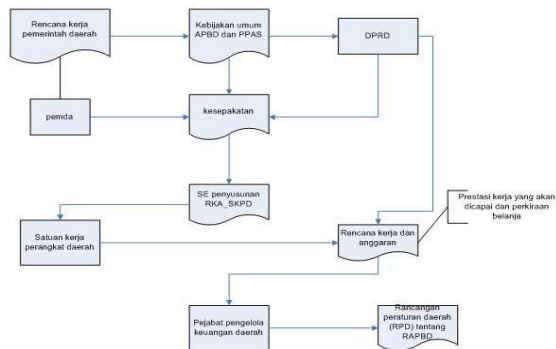 Rencana kerja
pemerintah daerah
Kebijakan umum
APBD dan PPAS
DPRD
pemda
kesepakatan
SE penyusunan
RKA_SKPD
Prestasi kerja yang akan
dicapai dan perkiraan
belanja
Satuan kerja
perangkat daerah
Rencana kerja dan
anggaran
Pejabat pengelola
keuangan daerah
Rancangan
peraturan daerah
(RPD) tentang
RAPBD